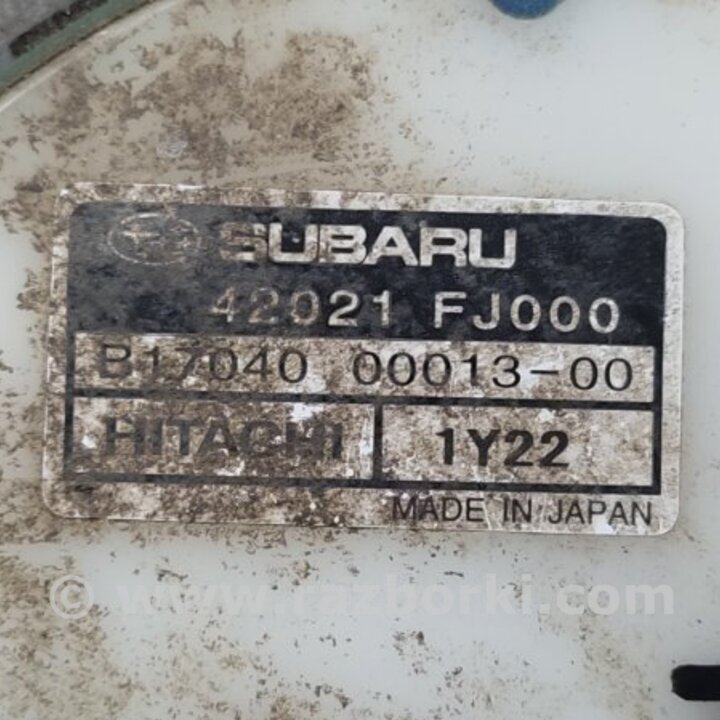 SUBARU
42021 FJ000
B17040 00013-00
HITACHI 1Y22
MADE IN JAPAN
© www.razborki.com